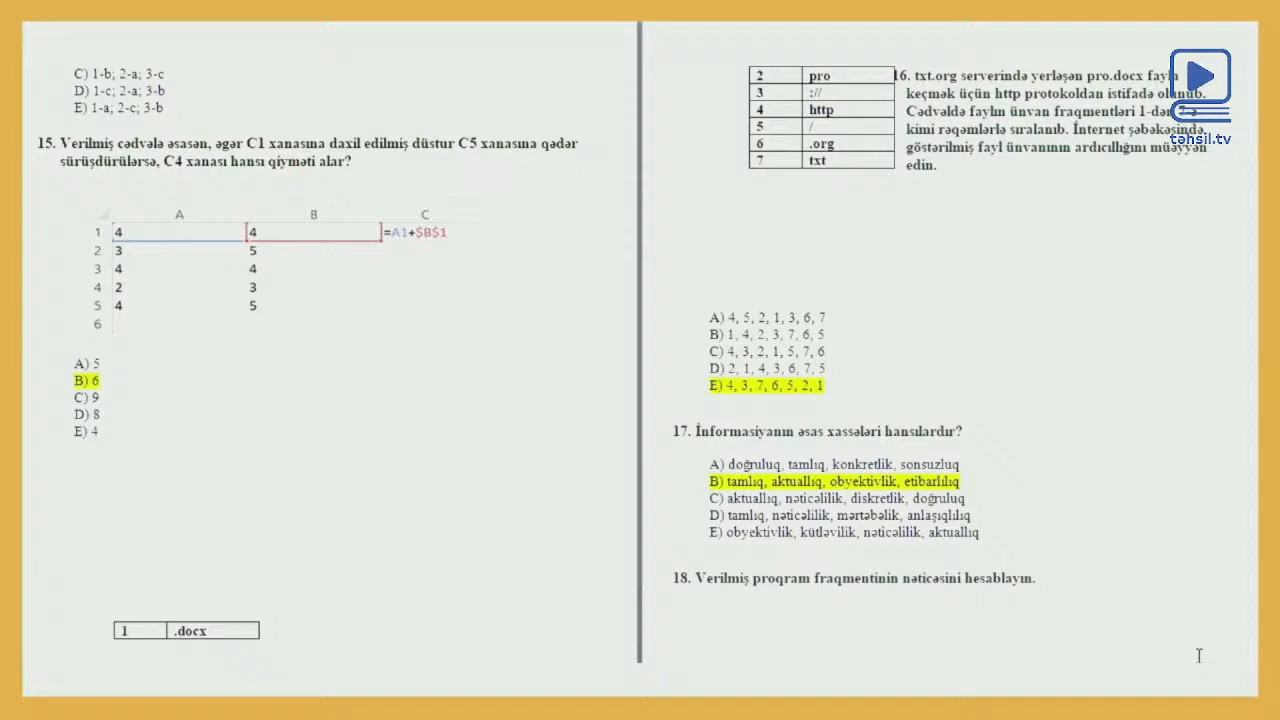 C) 1-b; 2-a; 3-c
D) 1-c; 2-a; 3-b
E) 1-a; 2-c; 3-b
15. Verilmiş cədvələ əsasən, əgər C1 xanasına daxil edilmiş düstur C5 xanasına qədər
sürüşdürülərsə, C4 xanası hansı qiyməti alar?
A B C
1 4 4 =A1+$B$1
2 3 5
3 4 4
4 2 3
5 4 5
6
A) 5
B) 6
C) 9
D) 8
E) 4
1 .docx
2 pro
3 ://
4 http
5 /
6 .org
7 txt
16. txt.org serverində yerləşən pro.docx fayla
keçmək üçün http protokoldan istifadə olunub.
Cədvəldə faylın ünvan fraqmentləri 1-dən 7-ə
kimi rəqəmlərlə sıralanıb. İnternet şəbəkəsində
göstərilmiş fayl ünvanının ardıcıllığını müəyyən
edin.
təhsil.tv
A) 4, 5, 2, 1, 3, 6, 7
B) 1, 4, 2, 3, 7, 6, 5
C) 4, 3, 2, 1, 5, 7, 6
D) 2, 1, 4, 3, 6, 7, 5
E) 4, 3, 7, 6, 5, 2, 1
17. İnformasiyanın əsas xassələri hansılardır?
A) doğruluq, tamlıq, konkretlik, sonsuzluq
B) tamlıq, aktuallıq, obyektivlik, etibarlılıq
C) aktuallıq, nəticəlilik, diskretlik, doğruluq
D) tamlıq, nəticəlilik, mərtəbəlik, anlaşıqlılıq
E) obyektivlik, kütləvilik, nəticəlilik, aktuallıq
18. Verilmiş proqram fraqmentinin nəticəsini hesablayın.